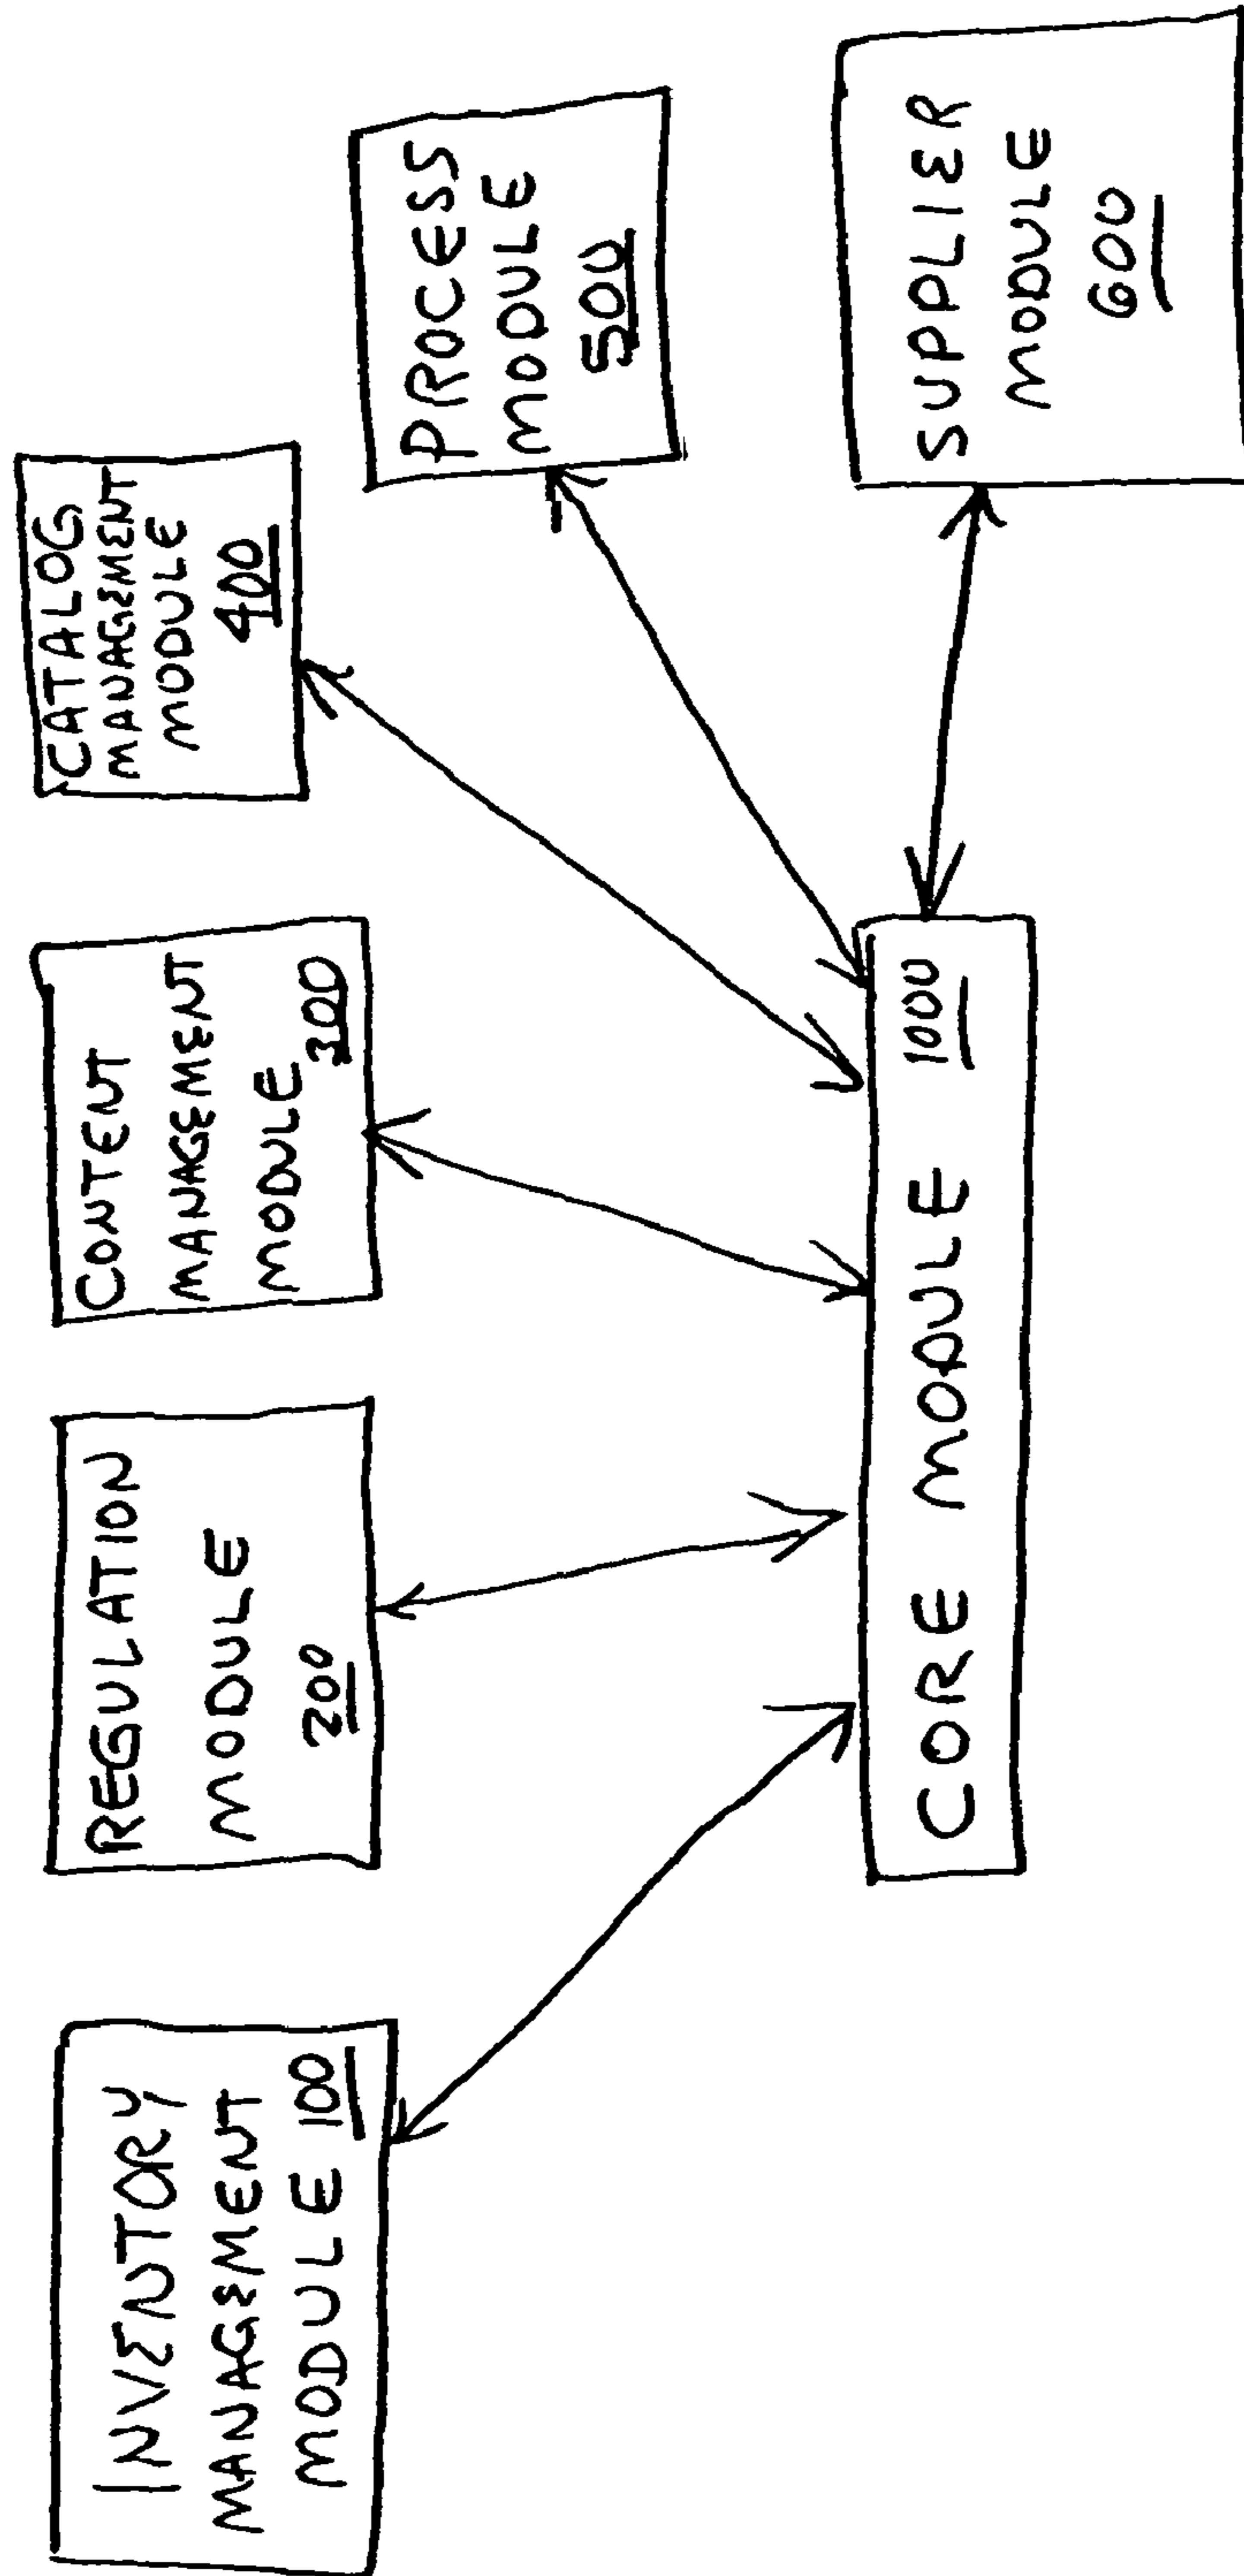 INVENTORY
MANAGEMENT
MODULE 100
REGULATION
MODULE
200
CONTENT
MANAGEMENT
MODULE 300
CATALOG
MANAGEMENT
MODULE
400
PROCESS
MODULE
500
SUPPLIER
MODULE
600
CORE MODULE 1000